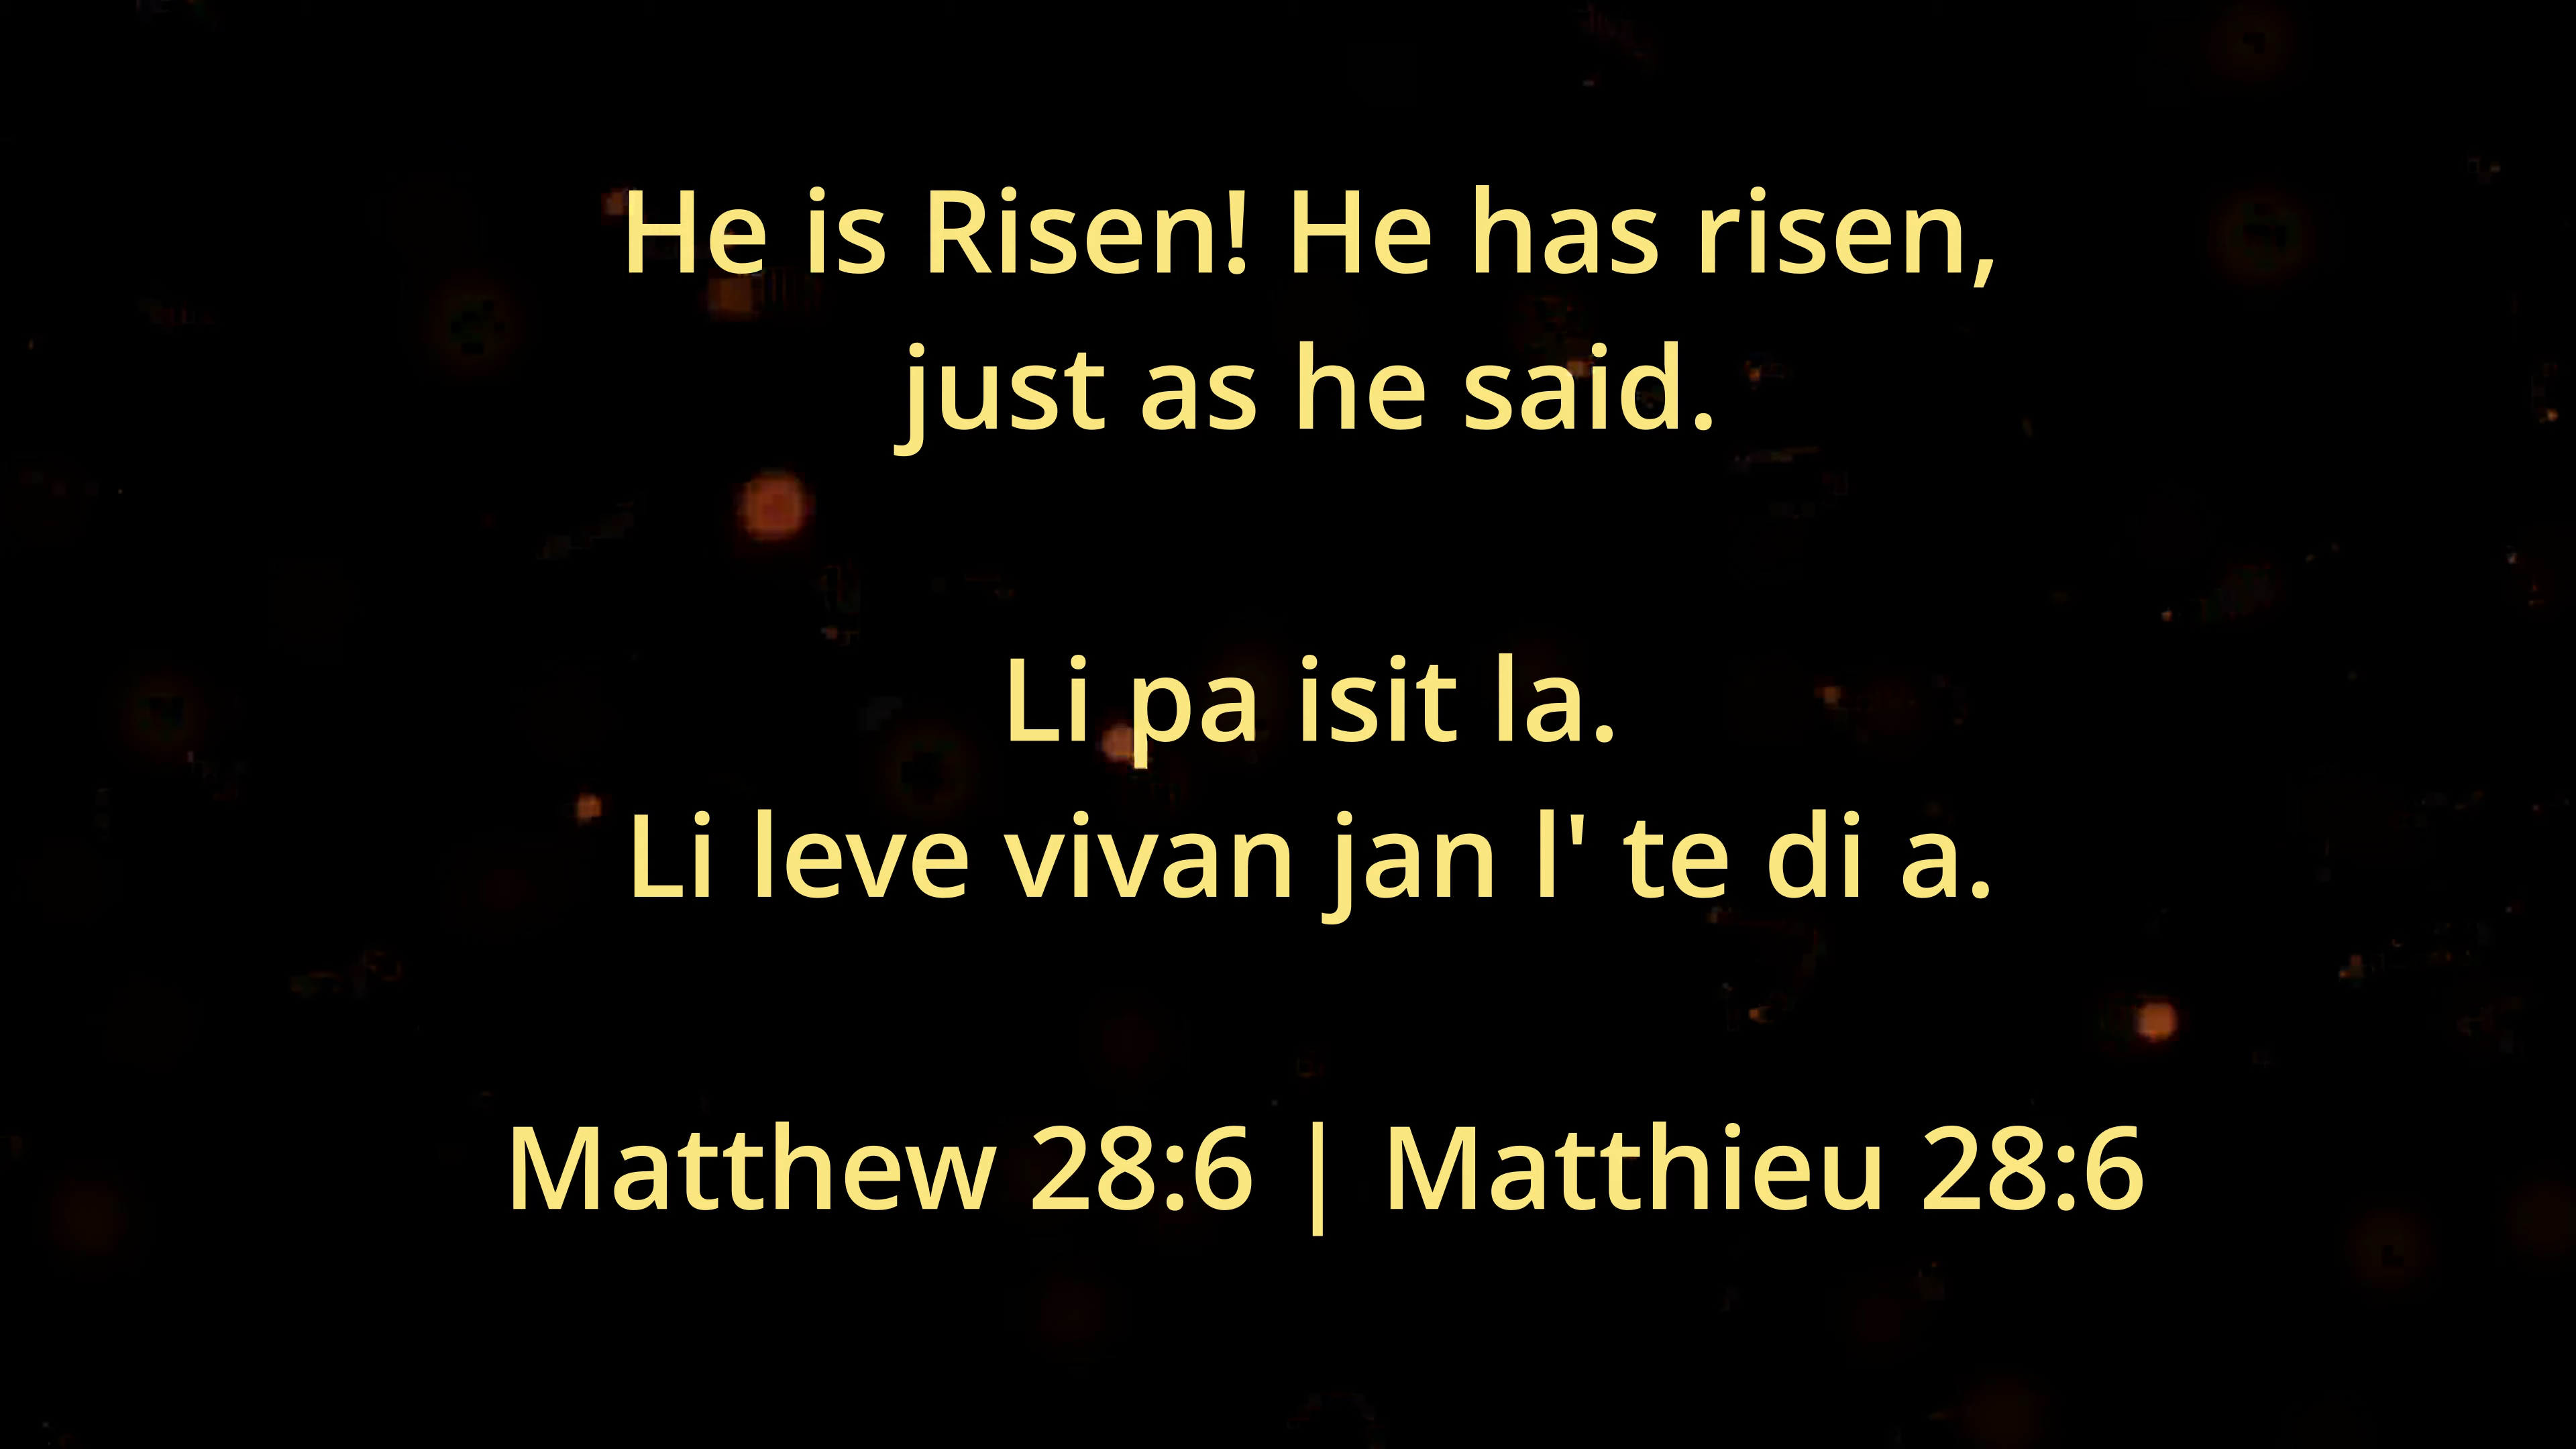 He is Risen! He has risen,
just as he said.
Li pa isit la.
Li leve vivan jan l' te di a.
Matthew 28:6 | Matthieu 28:6